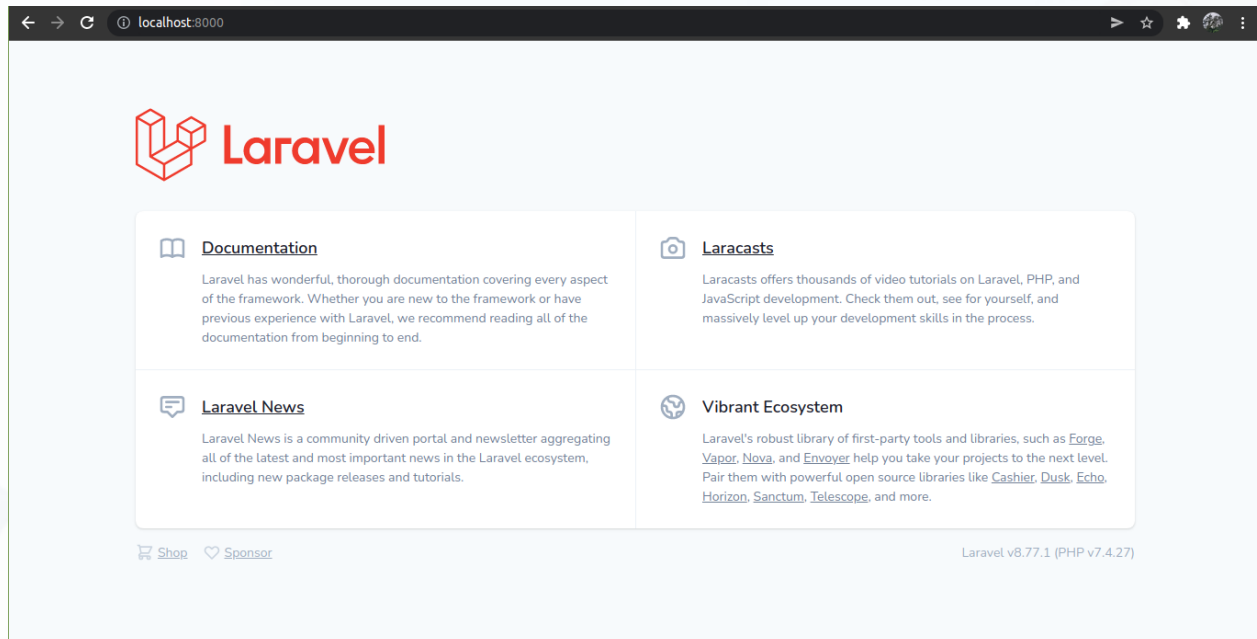 localhost:8000
Laravel
Documentation
Laravel has wonderful, thorough documentation covering every aspect
of the framework. Whether you are new to the framework or have
previous experience with Laravel, we recommend reading all of the
documentation from beginning to end.
Laracasts
Laracasts offers thousands of video tutorials on Laravel, PHP, and
JavaScript development. Check them out, see for yourself, and
massively level up your development skills in the process.
Laravel News
Laravel News is a community driven portal and newsletter aggregating
all of the latest and most important news in the Laravel ecosystem,
including new package releases and tutorials.
Vibrant Ecosystem
Laravel's robust library of first-party tools and libraries, such as Forge,
Vapor, Nova, and Envoyer help you take your projects to the next level.
Pair them with powerful open source libraries like Cashier, Dusk, Echo,
Horizon, Sanctum, Telescope, and more.
Shop Sponsor
Laravel v8.77.1 (PHP v7.4.27)